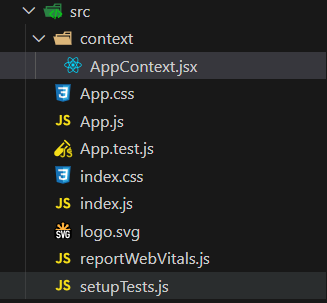 src
context
AppContext.jsx
App.css
JS App.js
App.test.js
index.css
JS index.js
SVG logo.svg
JS reportWebVitals.js
JS setupTests.js